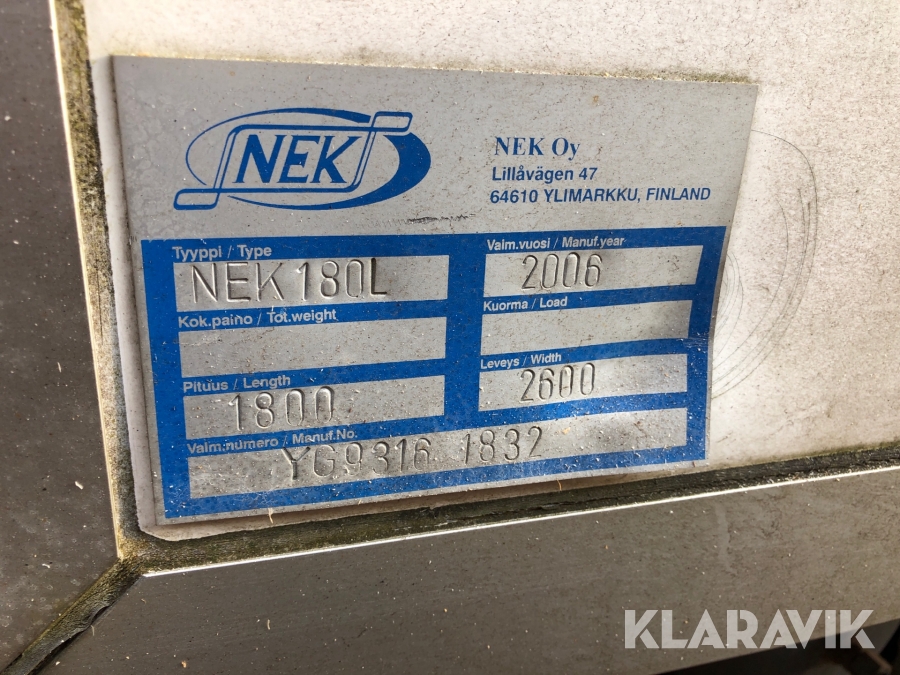 NEK
NEK Oy
Lillåvägen 47
64610 YLIMARKKU, FINLAND
Tyyppi / Type
NEK180L
Valm.vuosi / Manuf.year
2006
Kok.paino / Tot.weight
Kuorma / Load
Pituus / Length
1800
Leveys / Width
2600
Valm.numero / Manuf.No.
YG9316 1832
KLARAVIK